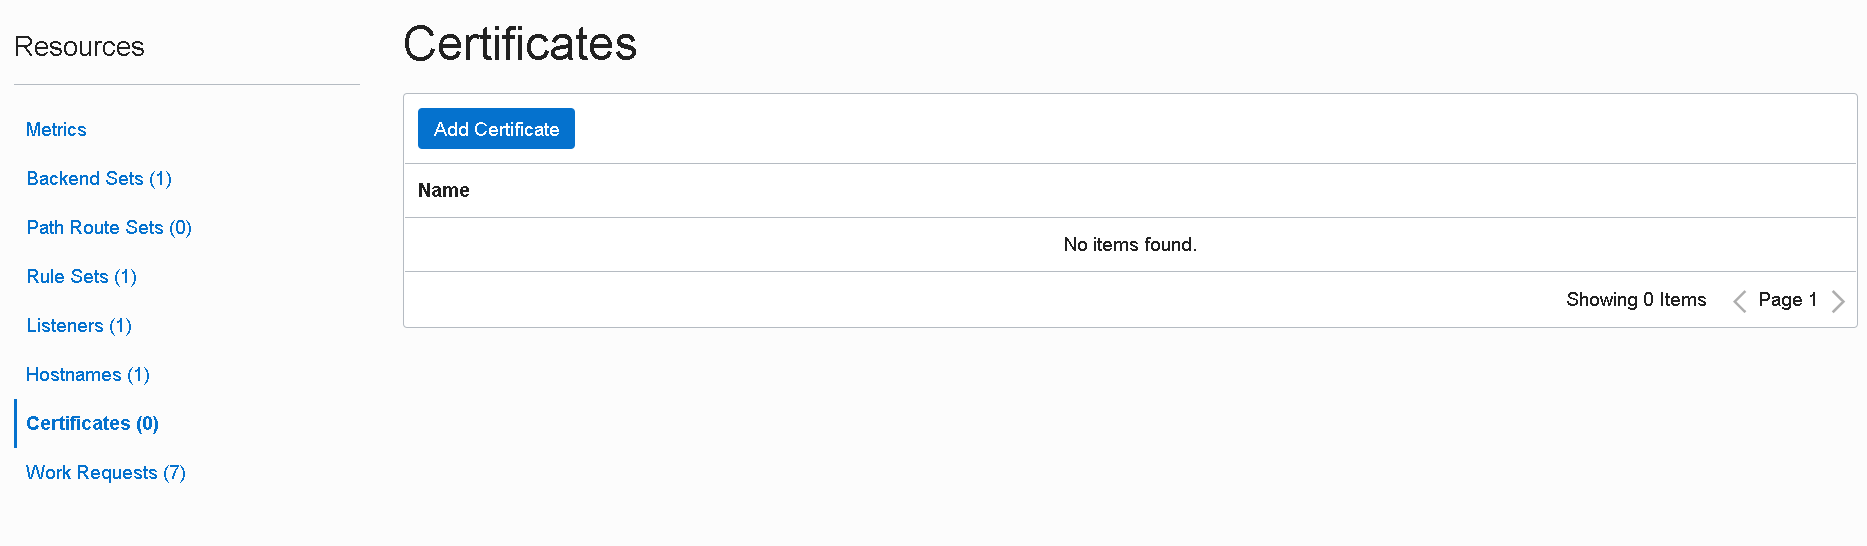 Resources
Metrics
Backend Sets (1)
Path Route Sets (0)
Rule Sets (1)
Listeners (1)
Hostnames (1)
Certificates (0)
Work Requests (7)
Certificates
Add Certificate
Name
No items found.
Showing 0 Items Page 1